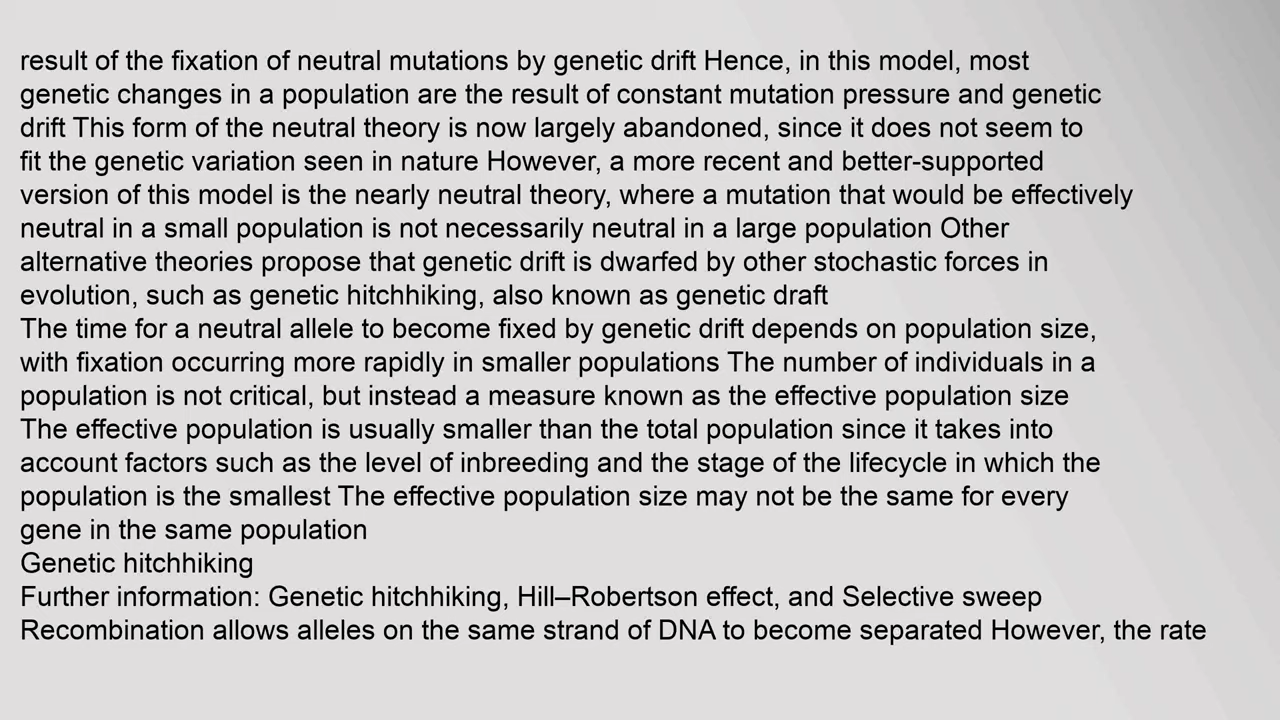 result of the fixation of neutral mutations by genetic drift Hence, in this model, most
genetic changes in a population are the result of constant mutation pressure and genetic
drift This form of the neutral theory is now largely abandoned, since it does not seem to
fit the genetic variation seen in nature However, a more recent and better-supported
version of this model is the nearly neutral theory, where a mutation that would be effectively
neutral in a small population is not necessarily neutral in a large population Other
alternative theories propose that genetic drift is dwarfed by other stochastic forces in
evolution, such as genetic hitchhiking, also known as genetic draft
The time for a neutral allele to become fixed by genetic drift depends on population size,
with fixation occurring more rapidly in smaller populations The number of individuals in a
population is not critical, but instead a measure known as the effective population size
The effective population is usually smaller than the total population since it takes into
account factors such as the level of inbreeding and the stage of the lifecycle in which the
population is the smallest The effective population size may not be the same for every
gene in the same population
Genetic hitchhiking
Further information: Genetic hitchhiking, Hill–Robertson effect, and Selective sweep
Recombination allows alleles on the same strand of DNA to become separated However, the rate